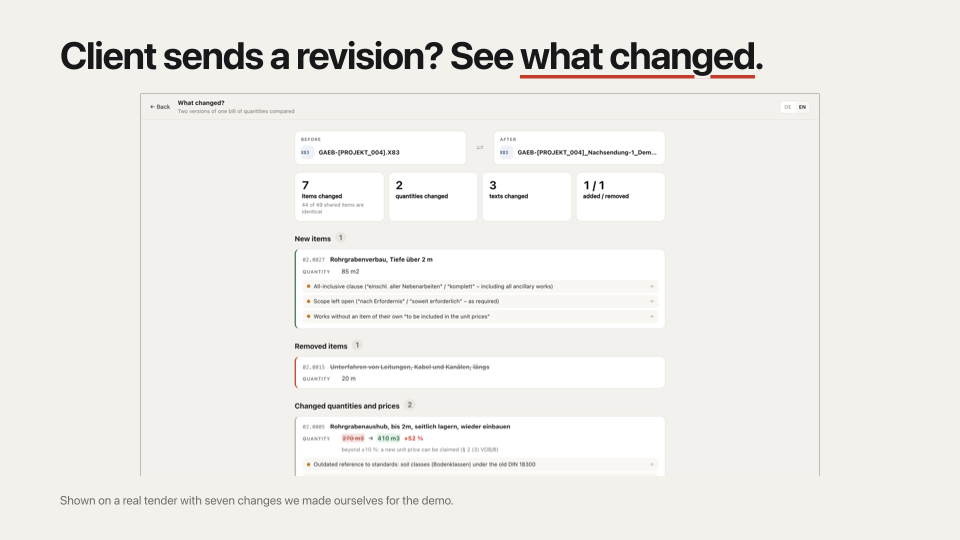 Client sends a revision? See what changed.
← Back
What changed?
Two versions of one bill of quantities compared
DE EN
BEFORE
X83 GAEB-[PROJEKT_004].X83
⇄
AFTER
X83 GAEB-[PROJEKT_004]_Nachsendung-1_Dem...
7
items changed
44 of 49 shared items are
identical
2
quantities changed
3
texts changed
1 / 1
added / removed
New items 1
02.0027 Rohrgrabenverbau, Tiefe über 2 m
QUANTITY 85 m2
All-inclusive clause ("einschl. aller Nebenarbeiten" / "komplett" – including all ancillary works) →
Scope left open ("nach Erfordernis" / "soweit erforderlich" – as required) →
Works without an item of their own "to be included in the unit prices" →
Removed items 1
02.0015 Unterfahren von Leitungen, Kabel und Kanälen, längs
QUANTITY 20 m
Changed quantities and prices 2
02.0005 Rohrgrabenaushub, bis 2m, seitlich lagern, wieder einbauen
QUANTITY 270 m3 → 410 m3 +52 %
beyond ±10 %: a new unit price can be claimed (§ 2 (3) VOB/B)
Outdated reference to standards: soil classes (Bodenklassen) under the old DIN 18300 →
Shown on a real tender with seven changes we made ourselves for the demo.